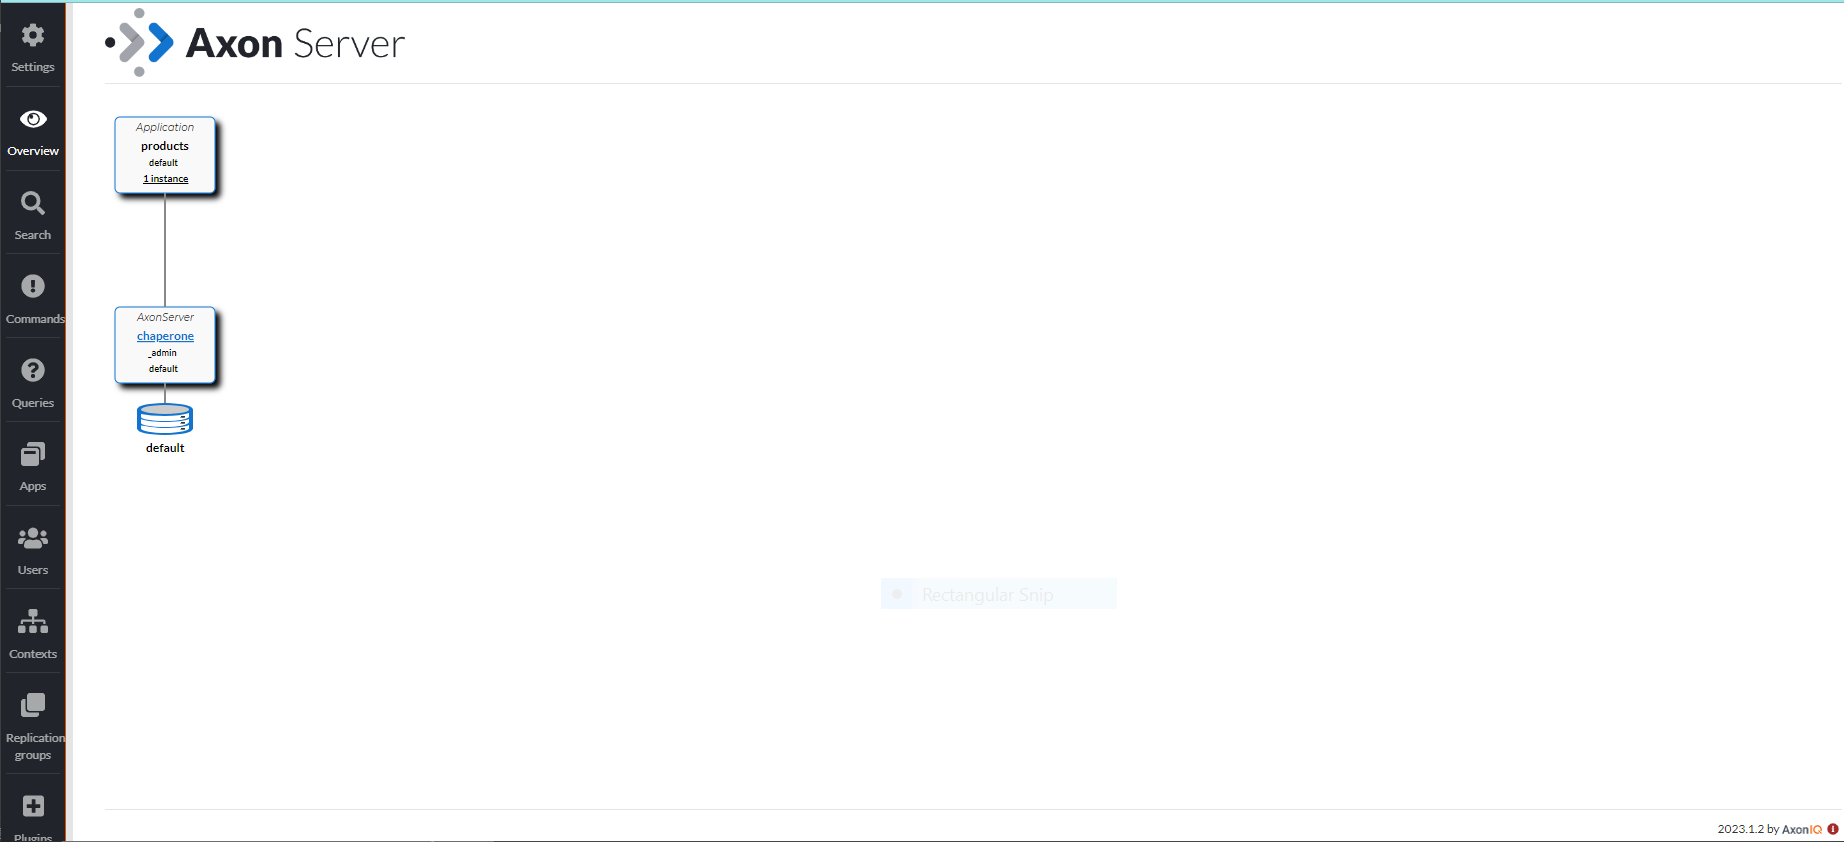 Axon Server
Settings
Overview
Search
Commands
Queries
Apps
Users
Contexts
Replication
groups
Plugins
Application
products
default
1 instance
AxonServer
chaperone
_admin
default
default
Rectangular Snip
2023.1.2 by AxonIQ